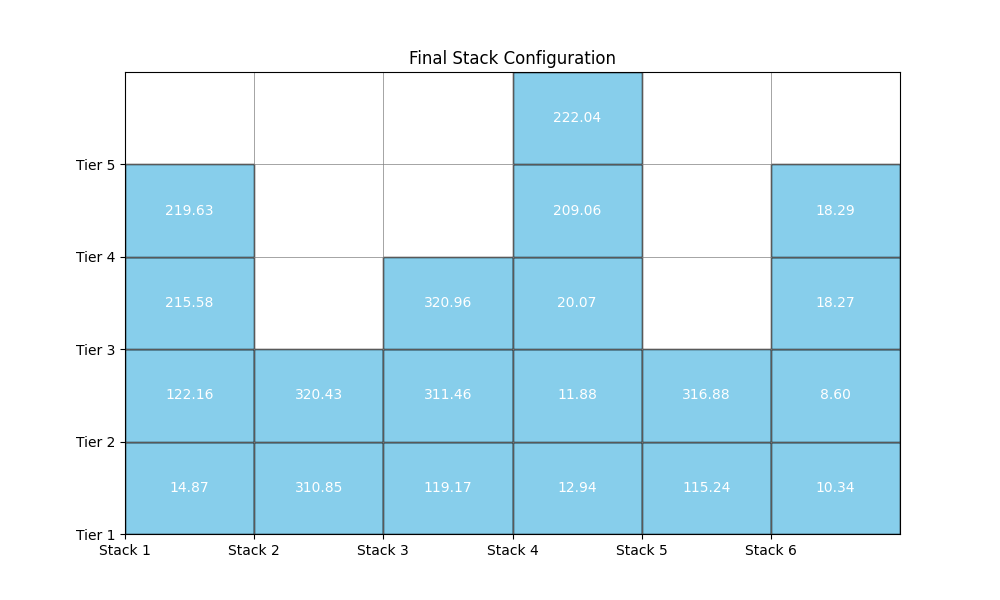 Final Stack Configuration
222.04
Tier 5
219.63 209.06 18.29
Tier 4
215.58 320.96 20.07 18.27
Tier 3
122.16 320.43 311.46 11.88 316.88 8.60
Tier 2
14.87 310.85 119.17 12.94 115.24 10.34
Tier 1
Stack 1 Stack 2 Stack 3 Stack 4 Stack 5 Stack 6